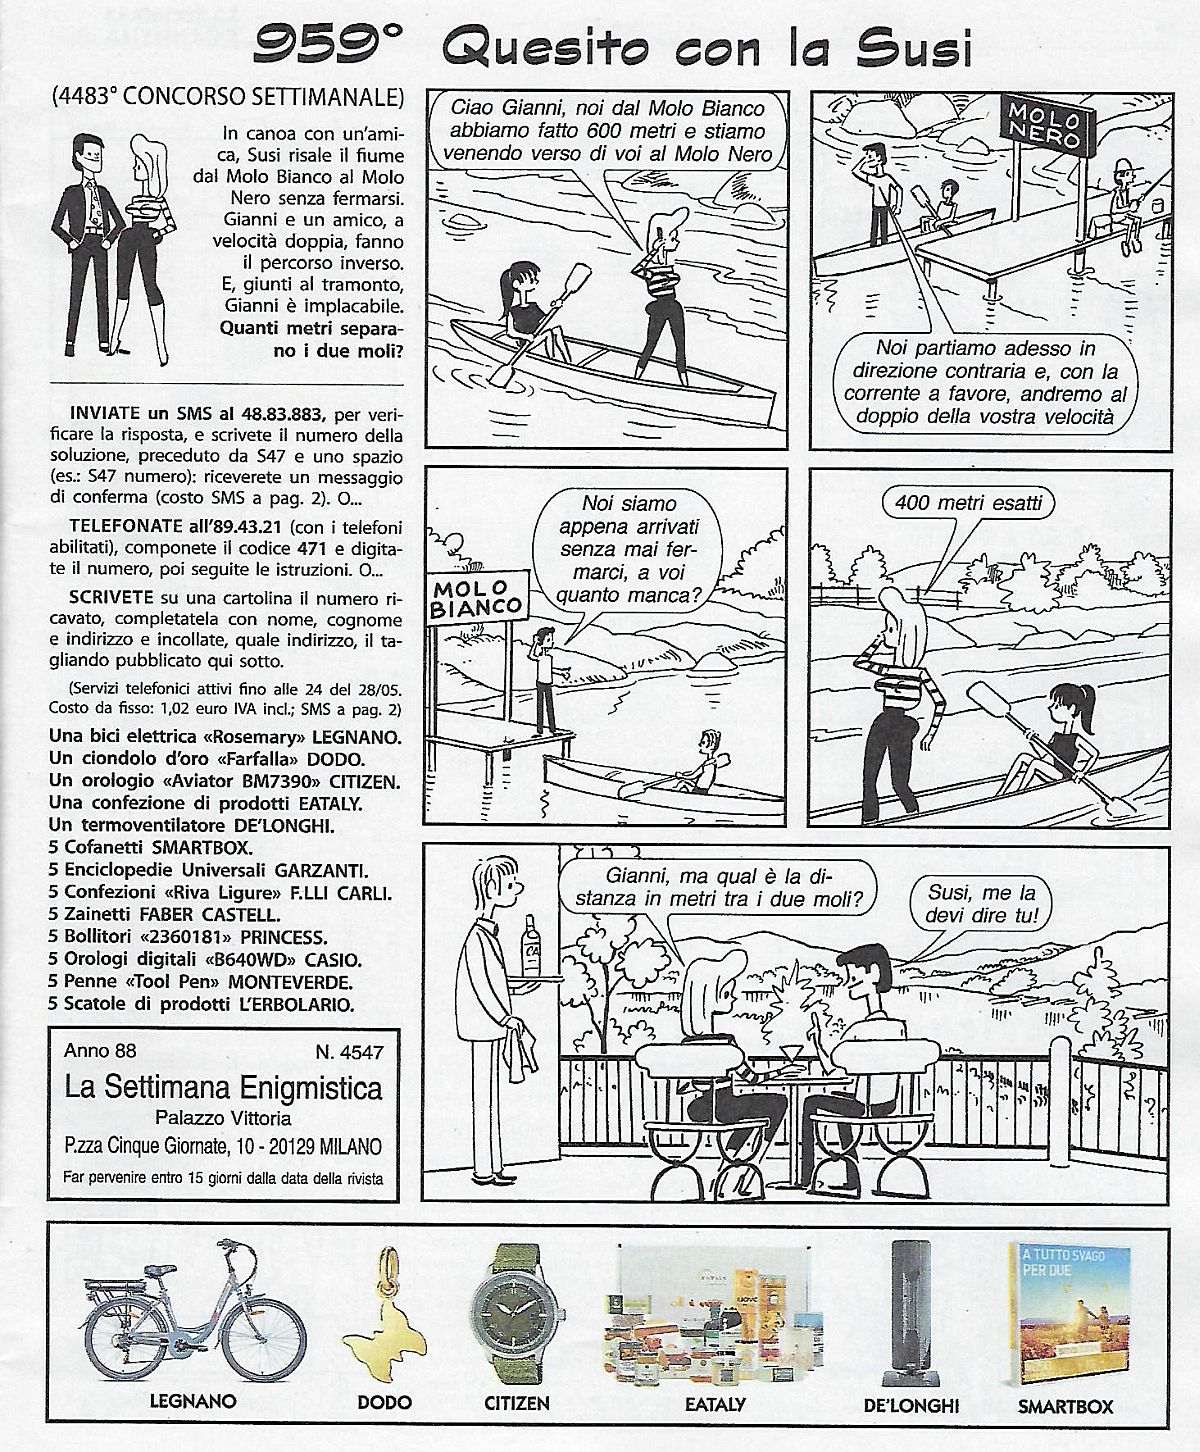 959° Quesito con la Susi
(4483° CONCORSO SETTIMANALE)
In canoa con un'ami-
ca, Susi risale il fiume
dal Molo Bianco al Molo
Nero senza fermarsi.
Gianni e un amico, a
velocità doppia, fanno
il percorso inverso.
E, giunti al tramonto,
Gianni è implacabile.
Quanti metri separa-
no i due moli?
INVIATE un SMS al 48.83.883, per veri-
ficare la risposta, e scrivete il numero della
soluzione, preceduto da S47 e uno spazio
(es.: S47 numero): riceverete un messaggio
di conferma (costo SMS a pag. 2). O...
TELEFONATE all'89.43.21 (con i telefoni
abilitati), componete il codice 471 e digita-
te il numero, poi seguite le istruzioni. O...
SCRIVETE su una cartolina il numero ri-
cavato, completatela con nome, cognome
e indirizzo e incollate, quale indirizzo, il ta-
gliando pubblicato qui sotto.
(Servizi telefonici attivi fino alle 24 del 28/05.
Costo da fisso: 1,02 euro IVA incl.; SMS a pag. 2)
Una bici elettrica «Rosemary» LEGNANO.
Un ciondolo d'oro «Farfalla» DODO.
Un orologio «Aviator BM7390» CITIZEN.
Una confezione di prodotti EATALY.
Un termoventilatore DE'LONGHI.
5 Cofanetti SMARTBOX.
5 Enciclopedie Universali GARZANTI.
5 Confezioni «Riva Ligure» F.LLI CARLI.
5 Zainetti FABER CASTELL.
5 Bollitori «2360181» PRINCESS.
5 Orologi digitali «B640WD» CASIO.
5 Penne «Tool Pen» MONTEVERDE.
5 Scatole di prodotti L'ERBOLARIO.
Anno 88 N. 4547
La Settimana Enigmistica
Palazzo Vittoria
P.zza Cinque Giornate, 10 - 20129 MILANO
Far pervenire entro 15 giorni dalla data della rivista
Ciao Gianni, noi dal Molo Bianco
abbiamo fatto 600 metri e stiamo
venendo verso di voi al Molo Nero
MOLO
NERO
Noi partiamo adesso in
direzione contraria e, con la
corrente a favore, andremo al
doppio della vostra velocità
Noi siamo
appena arrivati
senza mai fer-
marci, a voi
quanto manca?
MOLO
BIANCO
400 metri esatti
Gianni, ma qual è la di-
stanza in metri tra i due moli?
Susi, me la
devi dire tu!
A TUTTO SVAGO
PER DUE
LEGNANO
DODO
CITIZEN
EATALY
DE'LONGHI
SMARTBOX